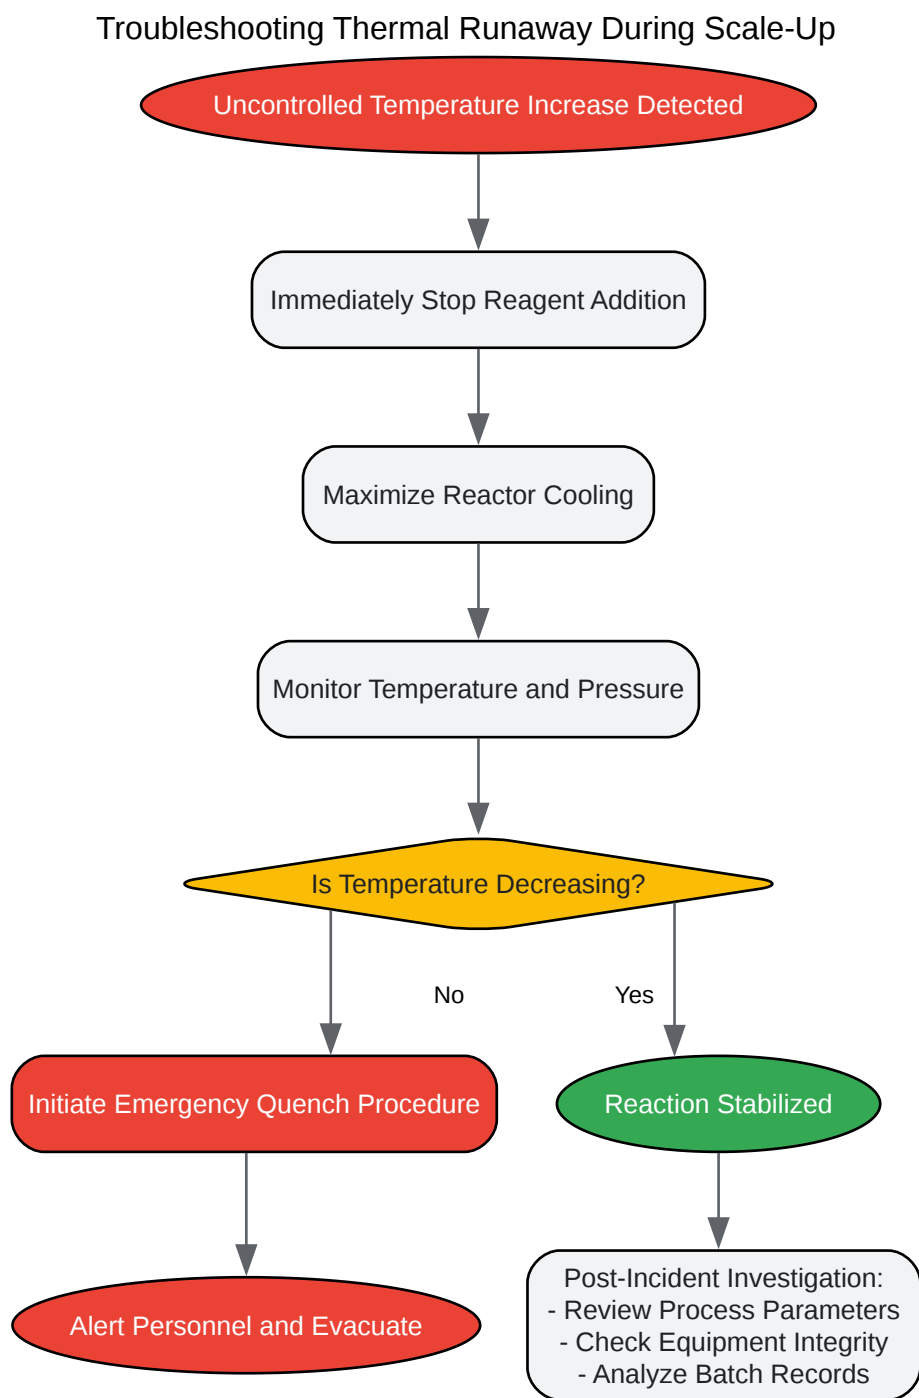 Troubleshooting Thermal Runaway During Scale-Up
Uncontrolled Temperature Increase Detected
Immediately Stop Reagent Addition
Maximize Reactor Cooling
Monitor Temperature and Pressure
Is Temperature Decreasing?
No
Yes
Initiate Emergency Quench Procedure
Reaction Stabilized
Alert Personnel and Evacuate
Post-Incident Investigation:
- Review Process Parameters
- Check Equipment Integrity
- Analyze Batch Records